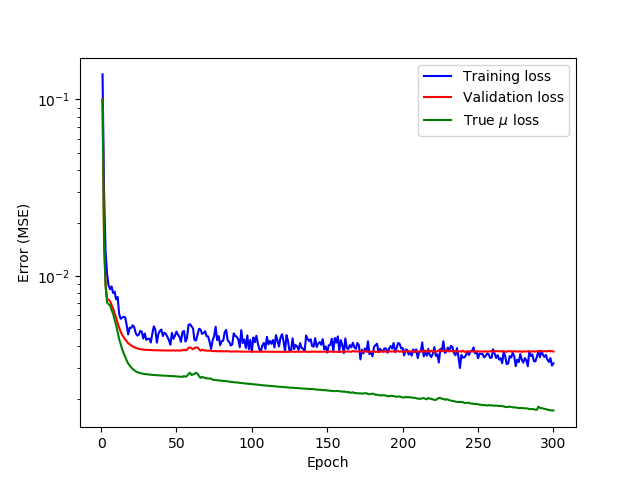 Training loss
Validation loss
True μ loss
10⁻¹
10⁻²
Error (MSE)
0 50 100 150 200 250 300
Epoch